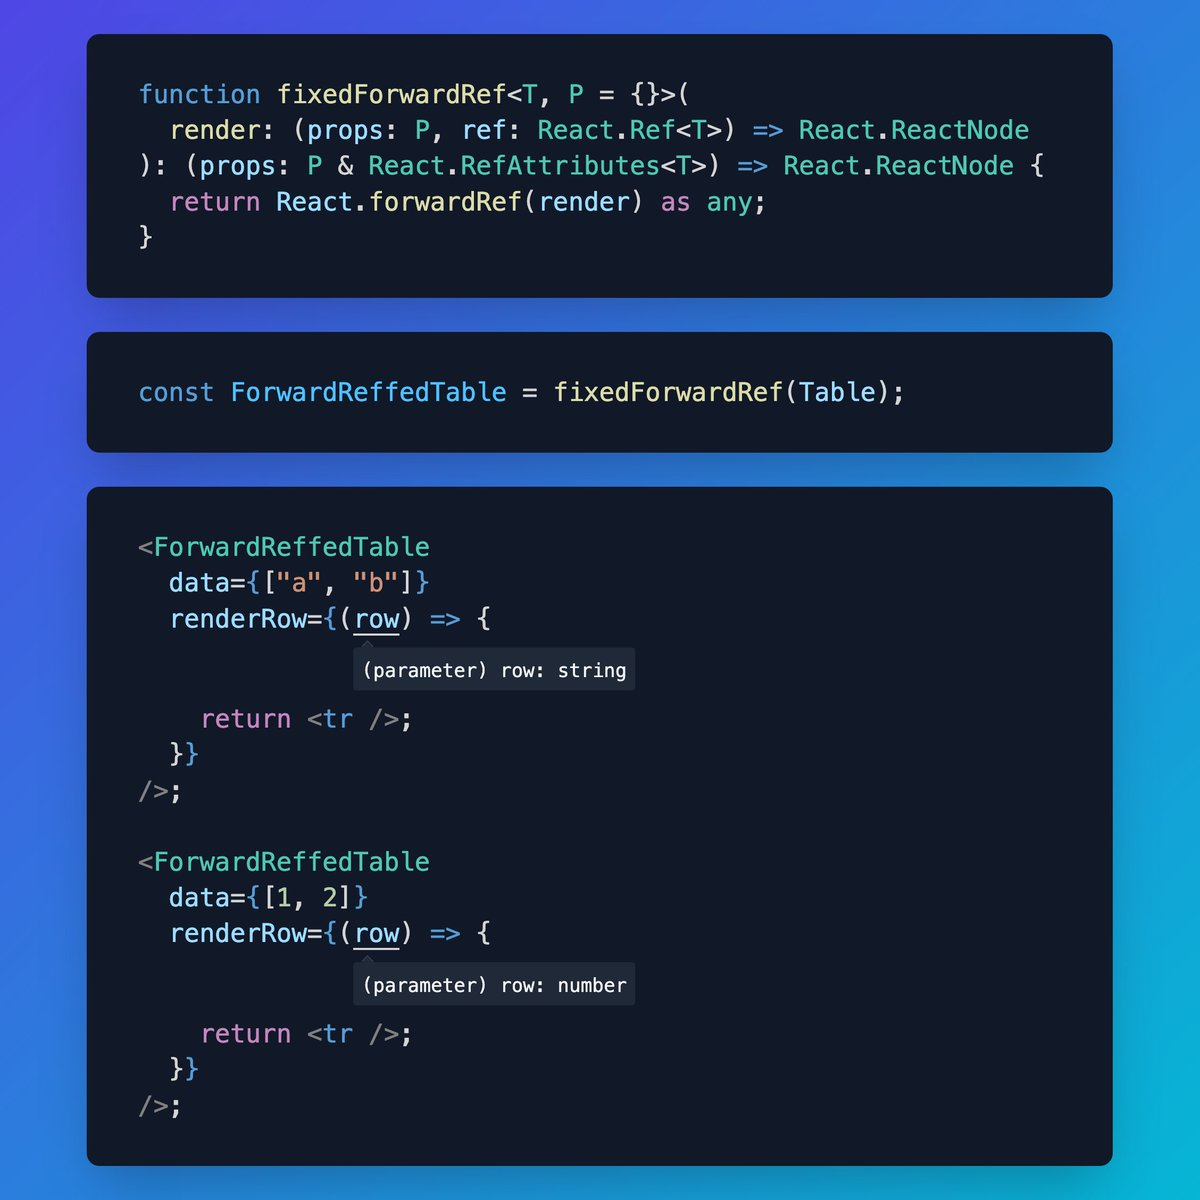 function fixedForwardRef<T, P = {}>(
  render: (props: P, ref: React.Ref<T>) => React.ReactNode
): (props: P & React.RefAttributes<T>) => React.ReactNode {
  return React.forwardRef(render) as any;
}
const ForwardReffedTable = fixedForwardRef(Table);
<ForwardReffedTable
  data={["a", "b"]}
  renderRow={(row) => {
(parameter) row: string
    return <tr />;
  }}
/>;
<ForwardReffedTable
  data={[1, 2]}
  renderRow={(row) => {
(parameter) row: number
    return <tr />;
  }}
/>;